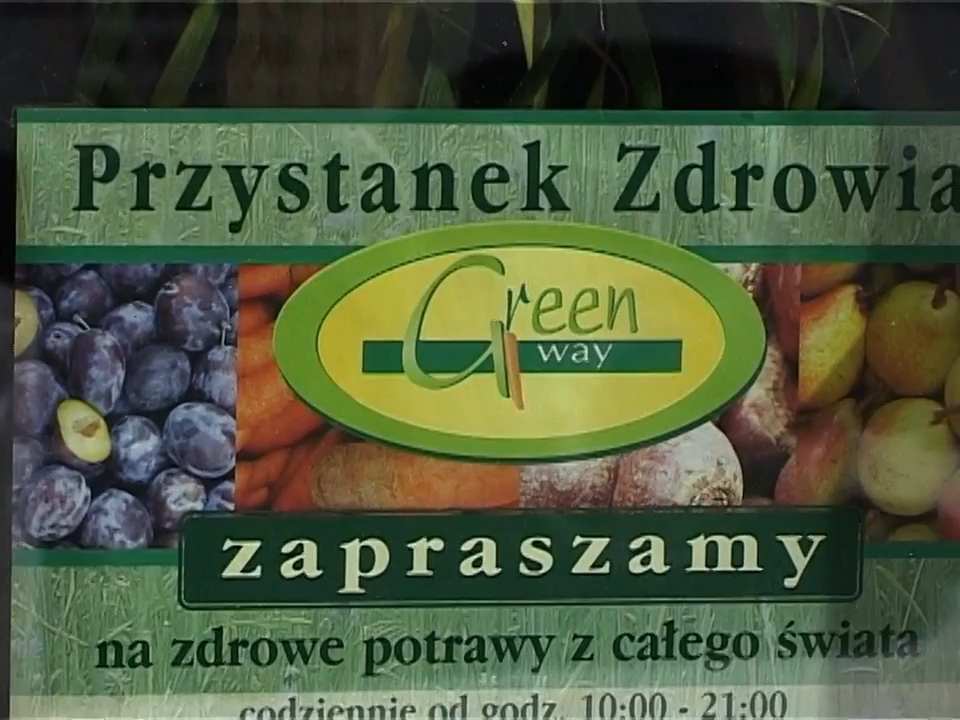 Przystanek Zdrowia
Green
way
zapraszamy
na zdrowe potrawy z całego świata
codziennie od godz. 10:00 - 21:00